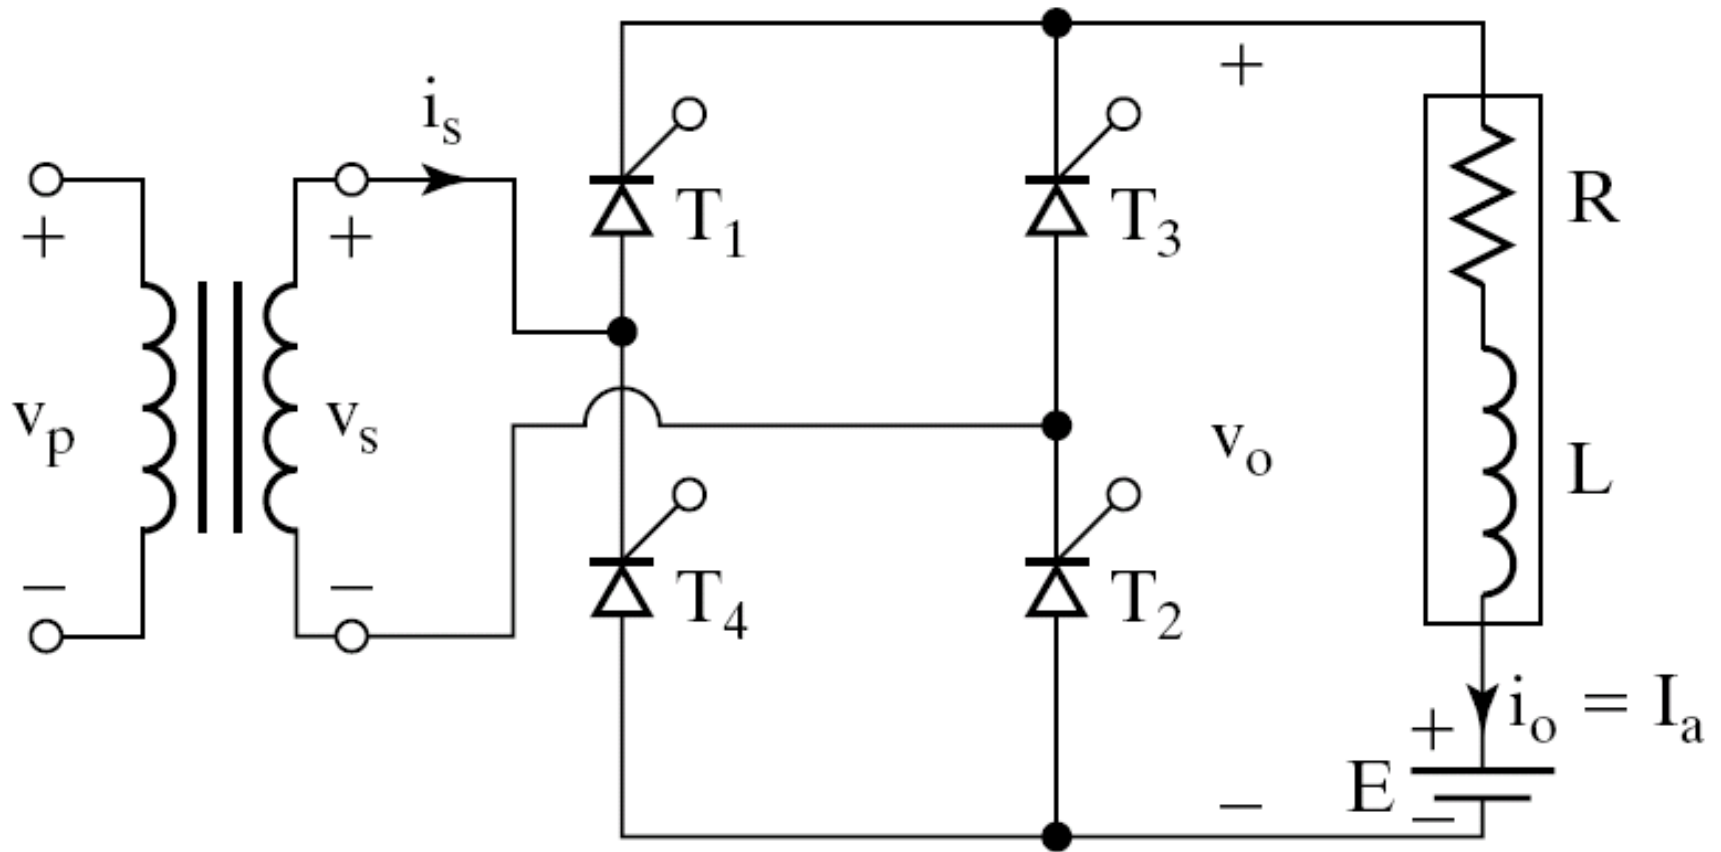 +
i_s
T_1
T_3
R
+
+
v_p
v_s
v_o
L
−
−
T_4
T_2
i_o = I_a
+
E
−
−